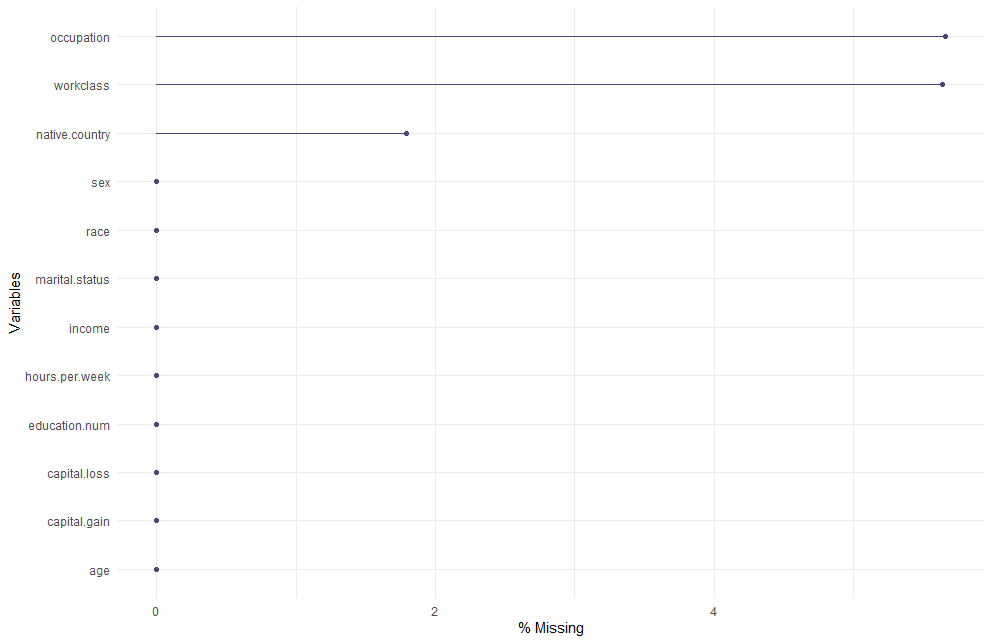 occupation
workclass
native.country
sex
race
marital.status
income
hours.per.week
education.num
capital.loss
capital.gain
age
Variables
0 2 4
% Missing